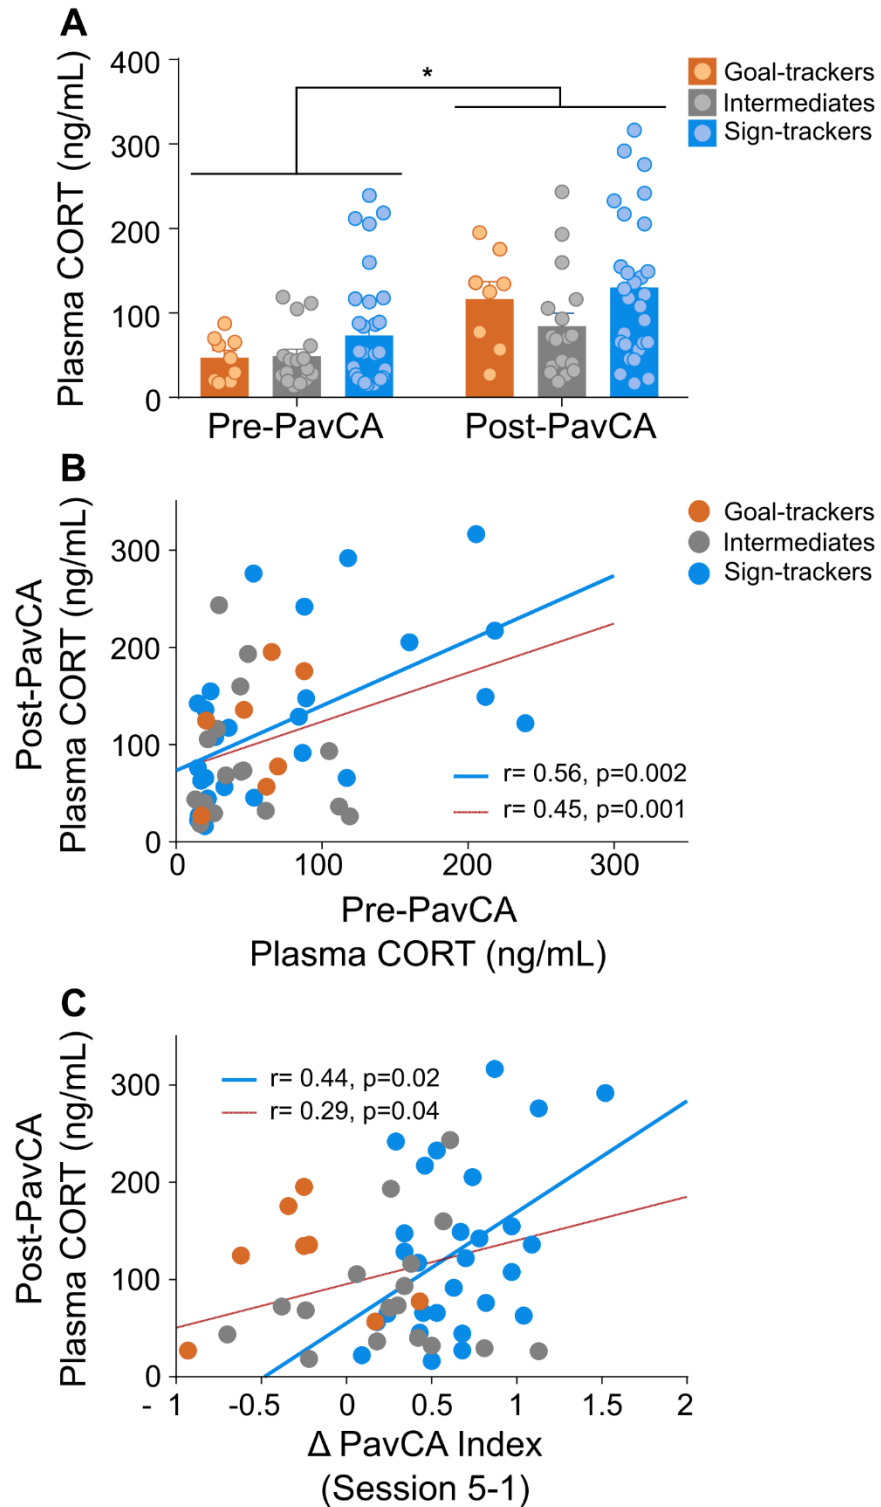 A
Plasma CORT (ng/mL)
400
300
200
100
0
*
Pre-PavCA
Post-PavCA
Goal-trackers
Intermediates
Sign-trackers
B
Post-PavCA
Plasma CORT (ng/mL)
300
200
100
0
0
100
200
300
r= 0.56, p=0.002
r= 0.45, p=0.001
Pre-PavCA
Plasma CORT (ng/mL)
Goal-trackers
Intermediates
Sign-trackers
C
Post-PavCA
Plasma CORT (ng/mL)
300
200
100
0
r= 0.44, p=0.02
r= 0.29, p=0.04
- 1
-0.5
0
0.5
1
1.5
2
Δ PavCA Index
(Session 5-1)